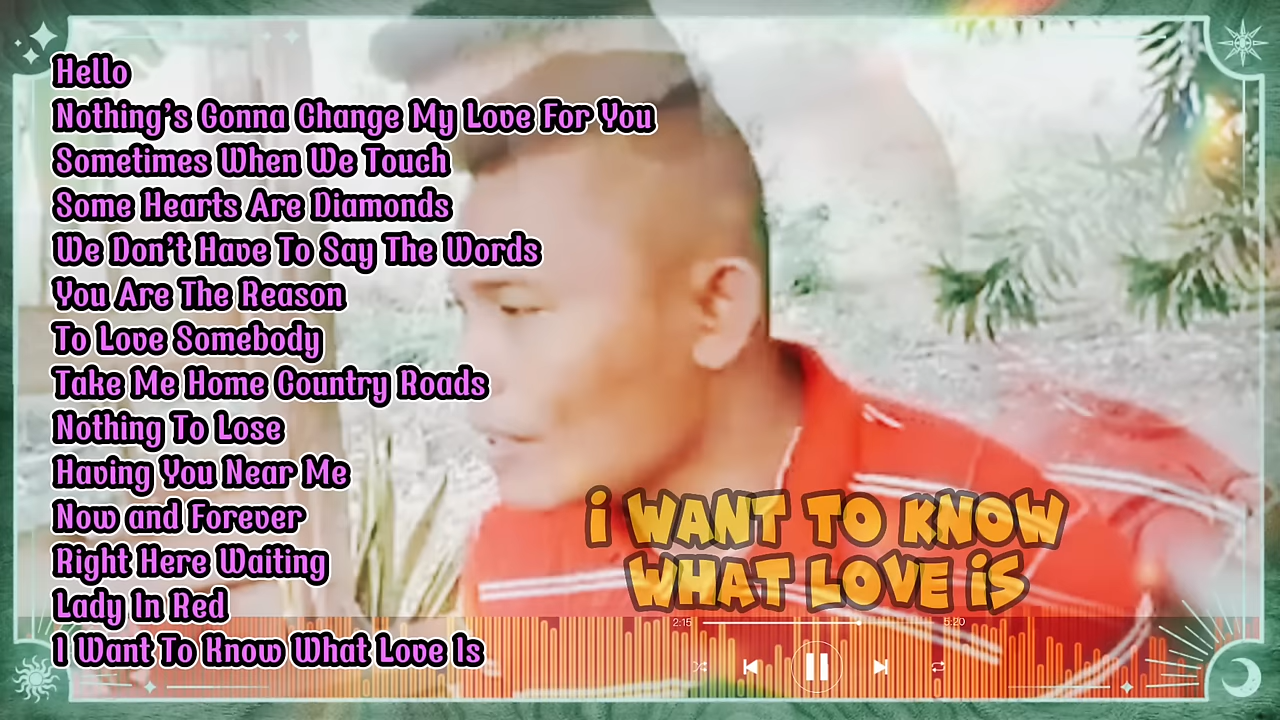 Hello
Nothing's Gonna Change My Love For You
Sometimes When We Touch
Some Hearts Are Diamonds
We Don't Have To Say The Words
You Are The Reason
To Love Somebody
Take Me Home Country Roads
Nothing To Lose
Having You Near Me
Now and Forever
Right Here Waiting
Lady In Red
I Want To Know What Love Is
i WANT TO KNOW
WHAT LOVE iS
2:15
5:20